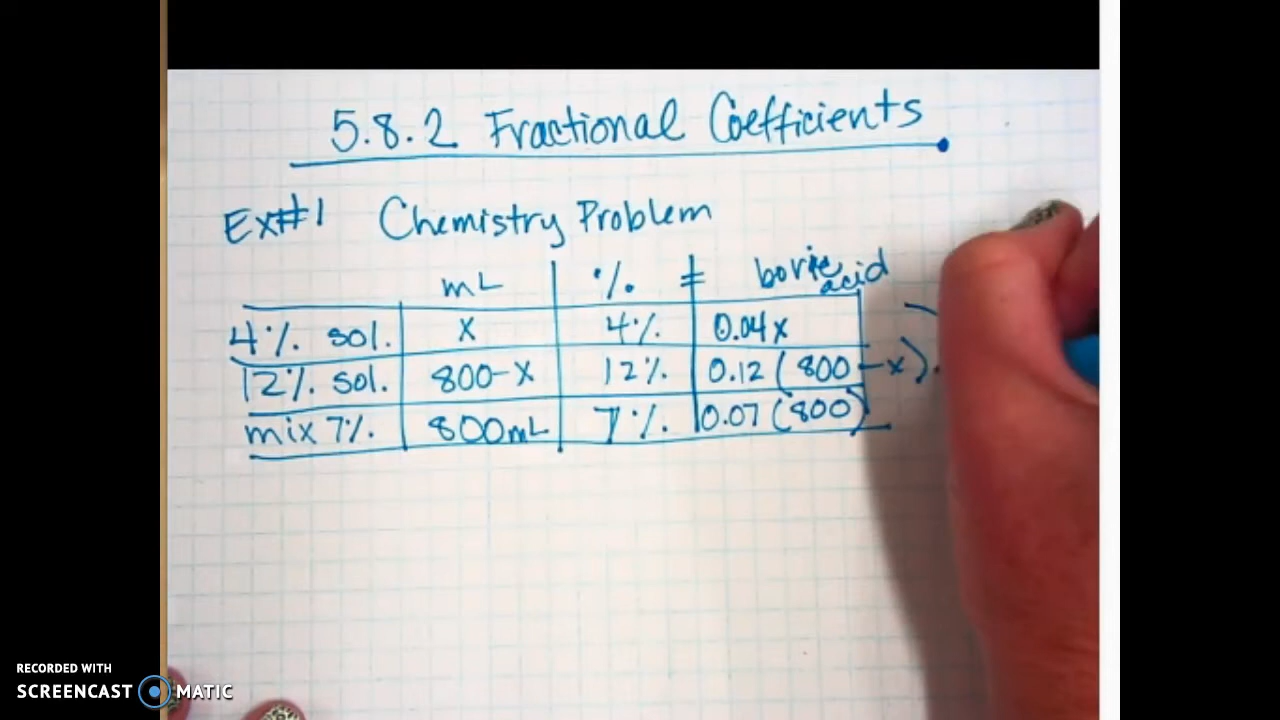 5.8.2 Fractional Coefficients
Ex#1 Chemistry Problem
mL % = boric acid
4% sol. x 4% 0.04x
12% sol. 800-x 12% 0.12 (800-x)
mix 7% 800mL 7% 0.07 (800)
RECORDED WITH
SCREENCAST MATIC